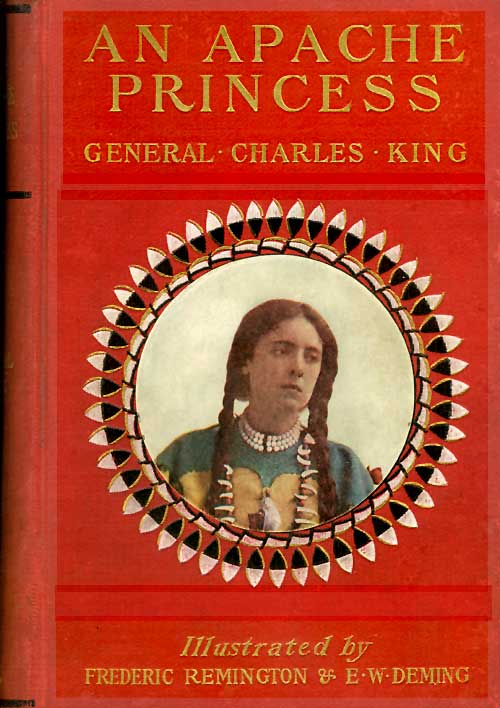 AN APACHE
PRINCESS
GENERAL · CHARLES · KING
Illustrated by
FREDERIC REMINGTON & E·W·DEMING